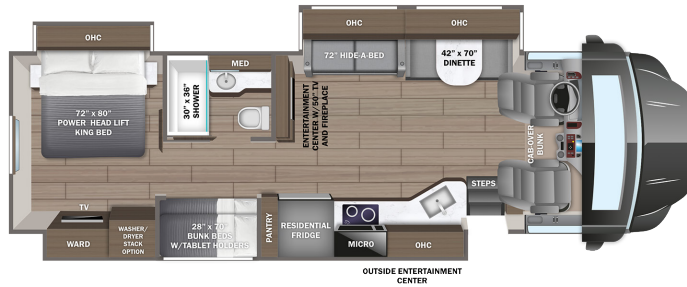 OHC
OHC
OHC
72" HIDE-A-BED
42" x 70"
DINETTE
MED
30" x 36"
SHOWER
72" x 80"
POWER HEAD LIFT
KING BED
ENTERTAINMENT
CENTER W/50" TV
AND FIREPLACE
CAB-OVER
BUNK
STEPS
TV
WARD
WASHER/
DRYER
STACK
OPTION
28" x 70"
BUNK BEDS
W/TABLET HOLDERS
PANTRY
RESIDENTIAL
FRIDGE
MICRO
OHC
OUTSIDE ENTERTAINMENT
CENTER